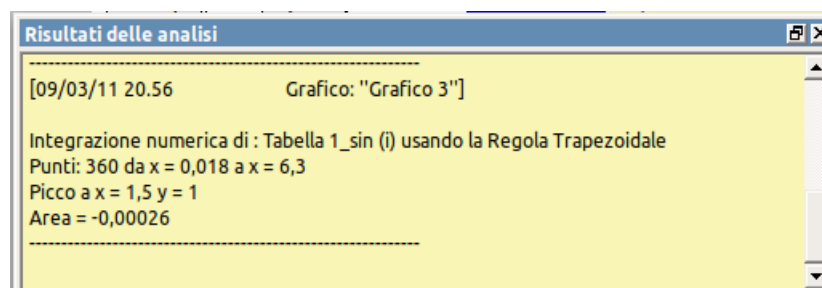 Risultati delle analisi
------------------------------------------------------------
[09/03/11 20.56 Grafico: "Grafico 3"]
Integrazione numerica di : Tabella 1_sin (i) usando la Regola Trapezoidale
Punti: 360 da x = 0,018 a x = 6,3
Picco a x = 1,5 y = 1
Area = -0,00026
------------------------------------------------------------